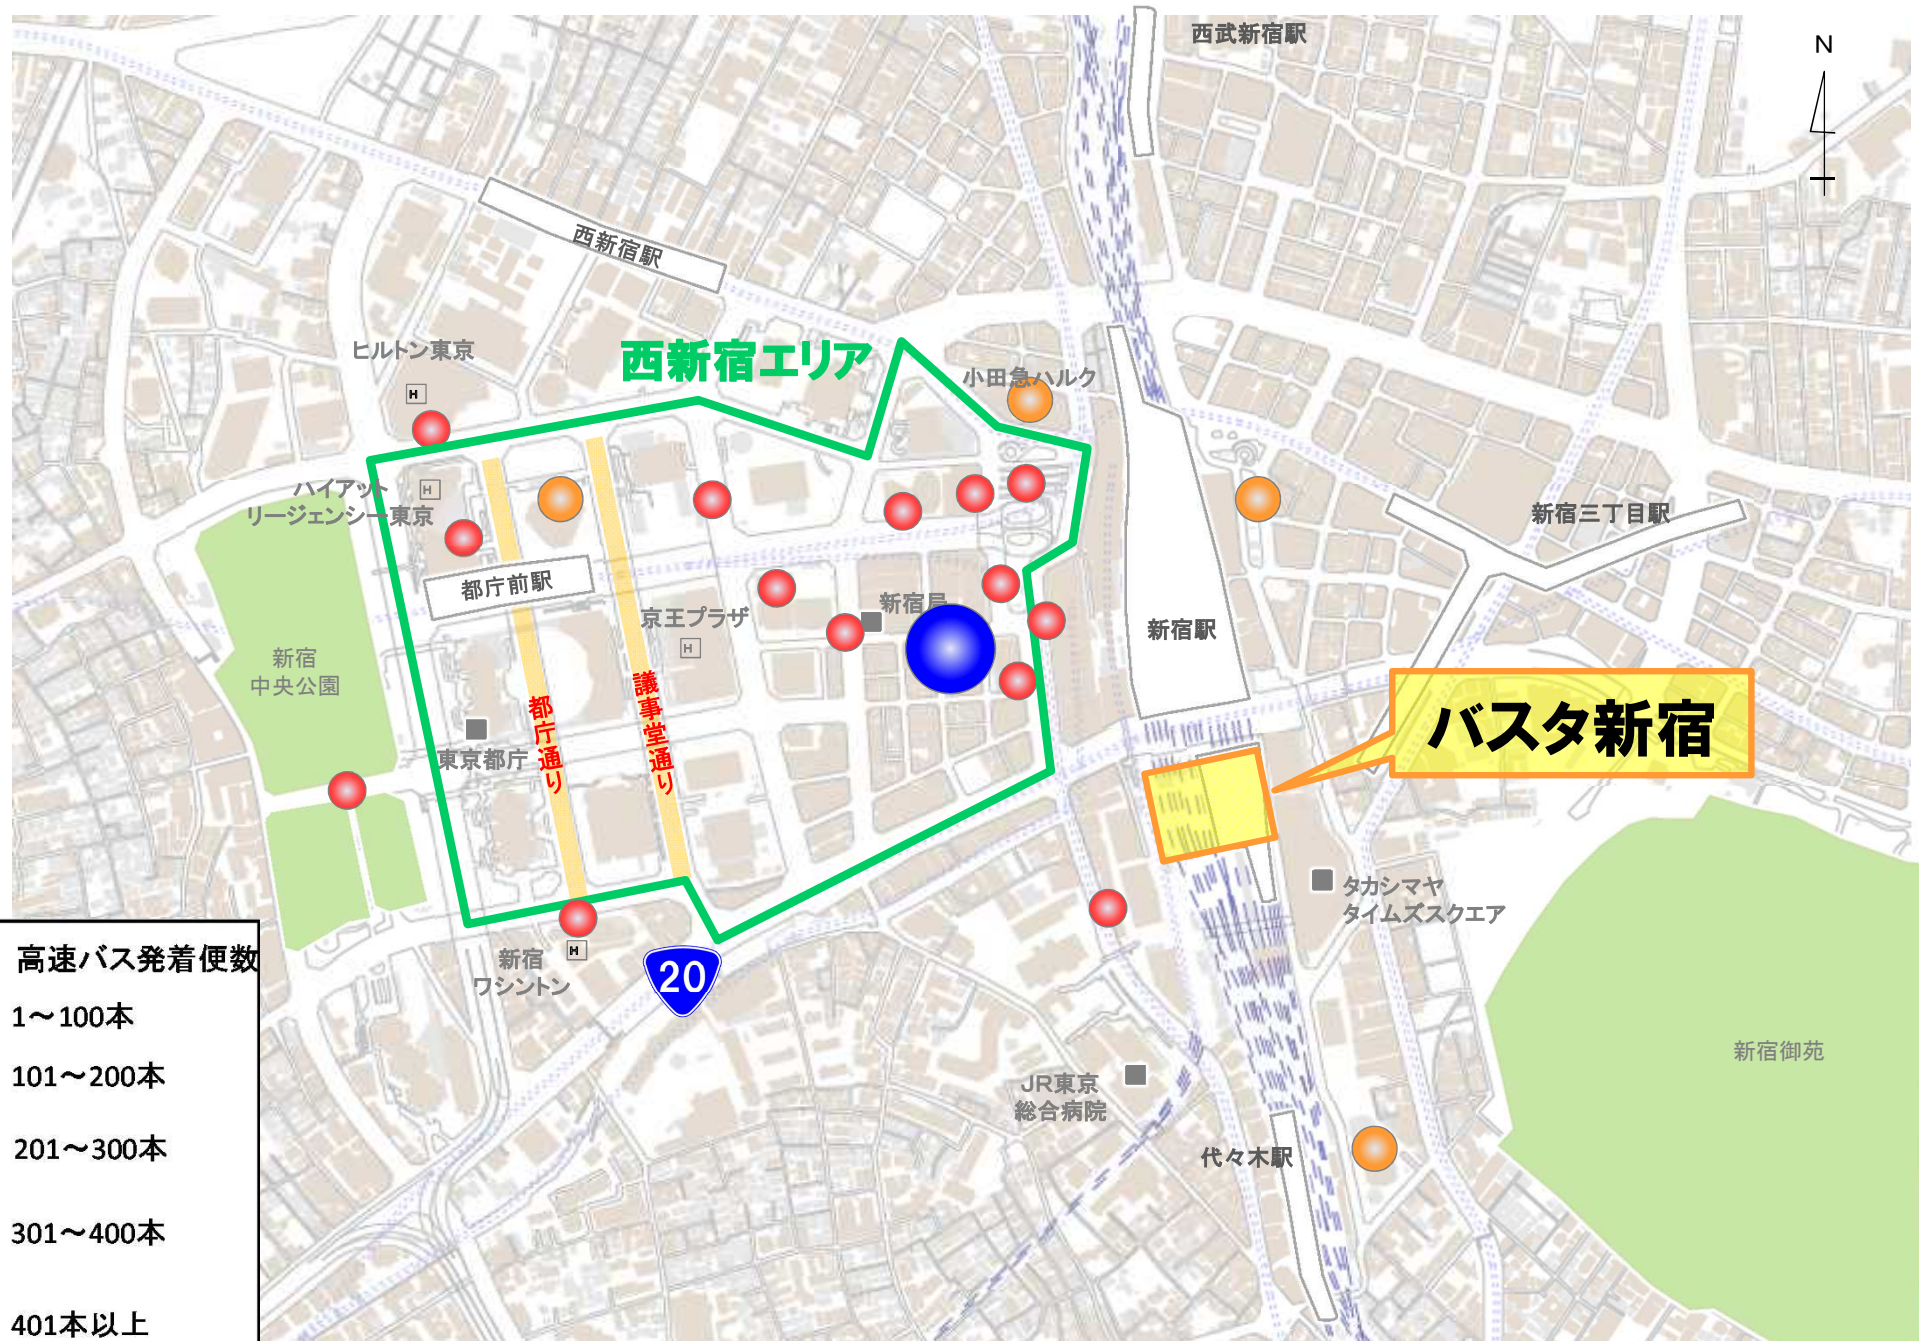 西武新宿駅
N
西新宿駅
ヒルトン東京
H
西新宿エリア
小田急ハルク
ハイアット
リージェンシー東京
H
新宿三丁目駅
都庁前駅
京王プラザ
H
新宿局
新宿駅
新宿
中央公園
都庁通り
議事堂通り
東京都庁
バスタ新宿
タカシマヤ
タイムズスクエア
新宿
ワシントン
H
20
高速バス発着便数
1～100本
101～200本
201～300本
301～400本
401本以上
JR東京
総合病院
代々木駅
新宿御苑